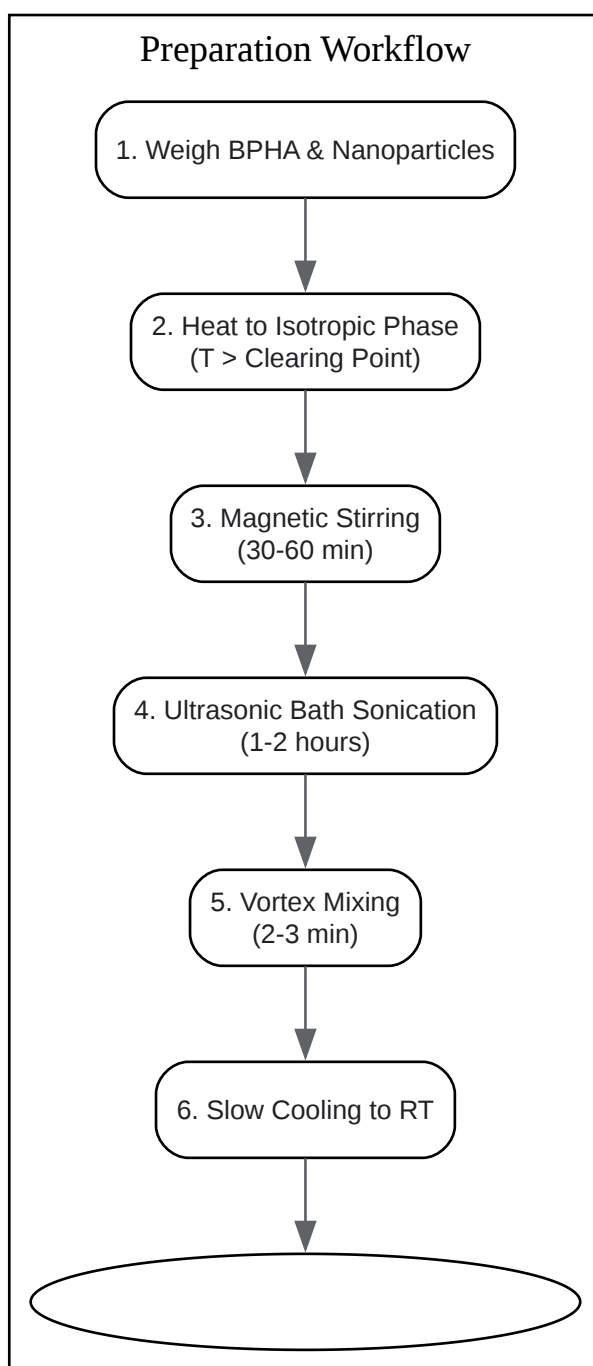 Preparation Workflow
1. Weigh BPHA & Nanoparticles
2. Heat to Isotropic Phase
(T > Clearing Point)
3. Magnetic Stirring
(30-60 min)
4. Ultrasonic Bath Sonication
(1-2 hours)
5. Vortex Mixing
(2-3 min)
6. Slow Cooling to RT